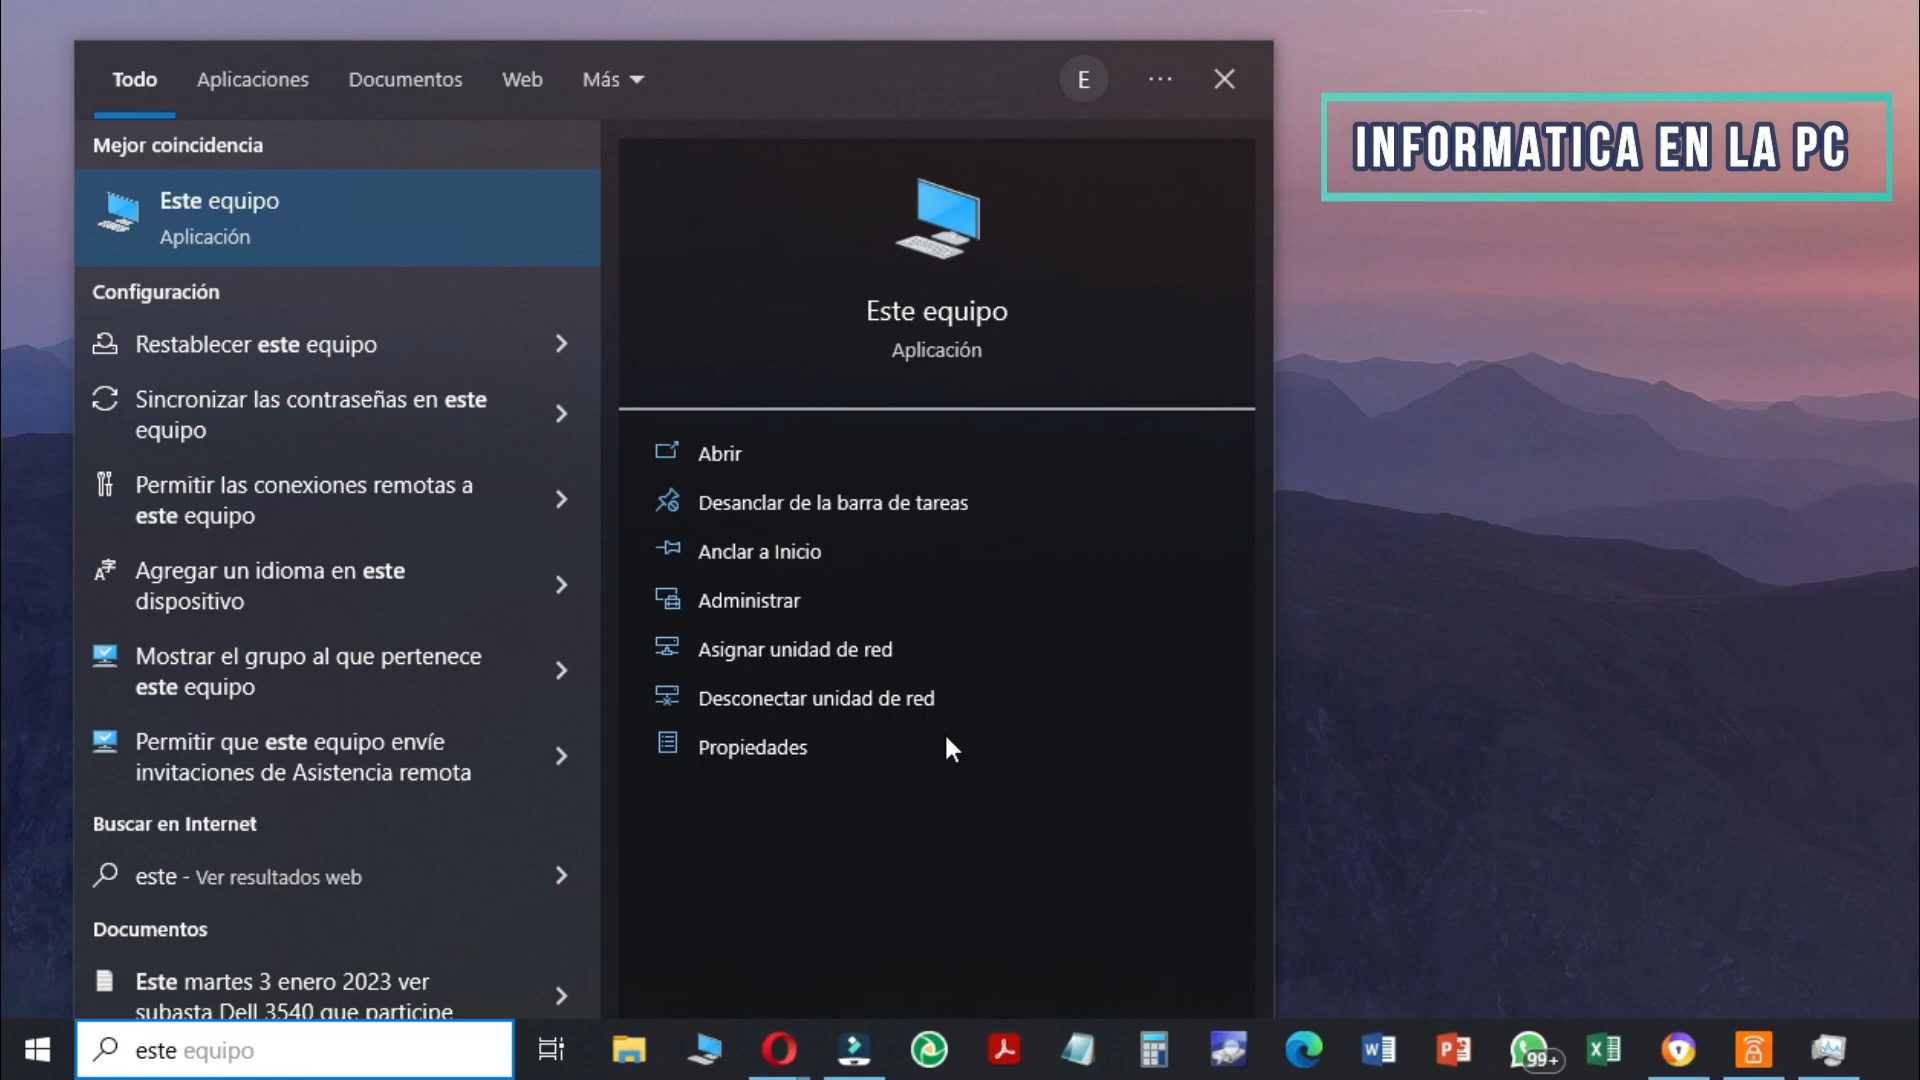 Todo Aplicaciones Documentos Web Más E
INFORMATICA EN LA PC
Mejor coincidencia
Este equipo
Aplicación
Configuración
Restablecer este equipo
Sincronizar las contraseñas en este
equipo
Permitir las conexiones remotas a
este equipo
Agregar un idioma en este
dispositivo
Mostrar el grupo al que pertenece
este equipo
Permitir que este equipo envíe
invitaciones de Asistencia remota
Buscar en Internet
este - Ver resultados web
Documentos
Este martes 3 enero 2023 ver
subasta Dell 3540 que participe
Este equipo
Aplicación
Abrir
Desanclar de la barra de tareas
Anclar a Inicio
Administrar
Asignar unidad de red
Desconectar unidad de red
Propiedades
este equipo
99+